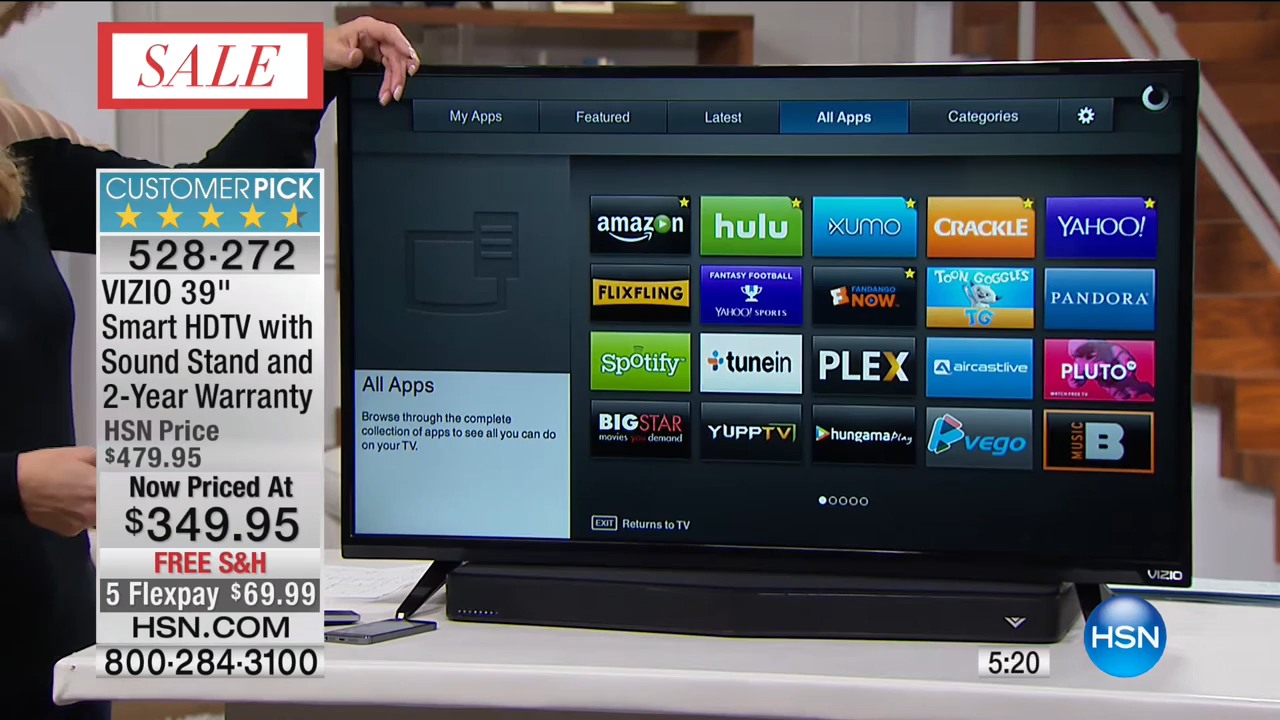 SALE
CUSTOMER PICK
528-272
VIZIO 39"
Smart HDTV with
Sound Stand and
2-Year Warranty
HSN Price
$479.95
Now Priced At
$349.95
FREE S&H
5 Flexpay $69.99
HSN.COM
800-284-3100
My Apps Featured Latest All Apps Categories
amazon hulu XUMO CRACKLE YAHOO!
FLIXFLING FANTASY FOOTBALL YAHOO! SPORTS FANDANGO NOW TOON GOGGLES TG PANDORA
Spotify tunein PLEX aircastlive PLUTO TV WATCH FREE TV
BIGSTAR movies you demand YUPPTV hungama Play Vego MUSIC B
All Apps
Browse through the complete
collection of apps to see all you can do
on your TV.
EXIT Returns to TV
VIZIO
HSN
5:20